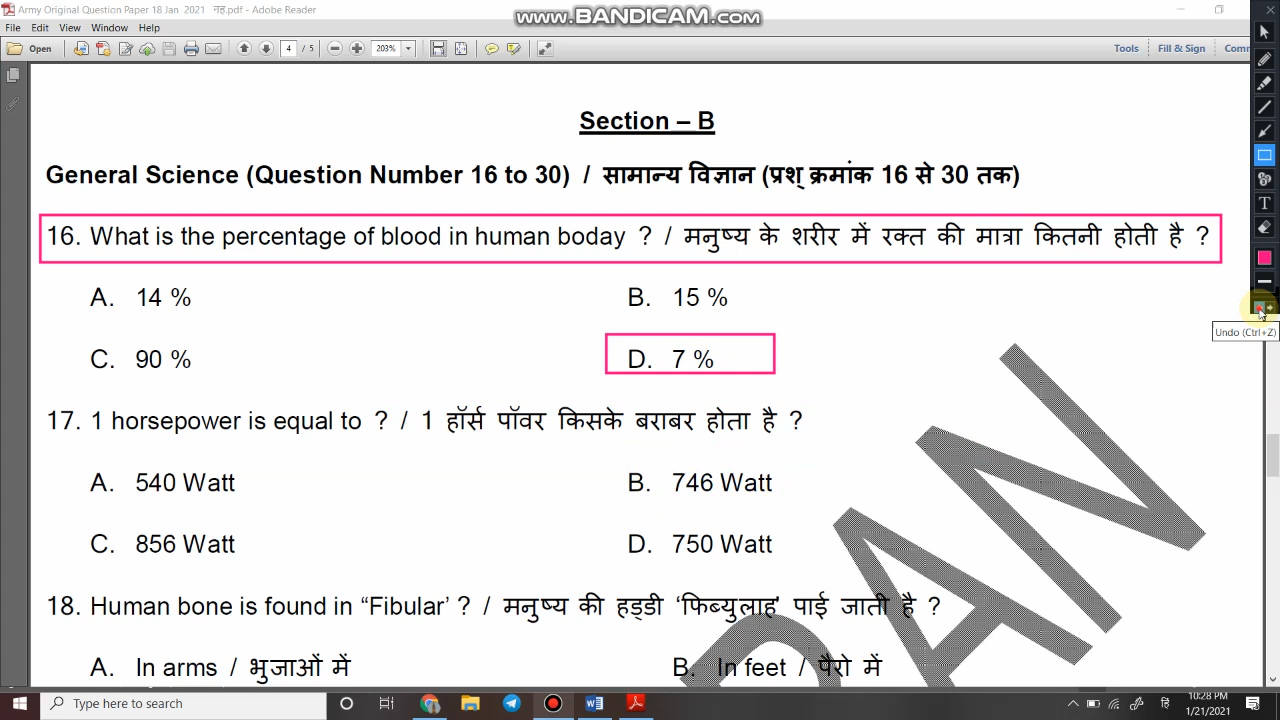 Army Original Question Paper 18 Jan 2021 नह.pdf - Adobe Reader
www.BANDICAM.com
File Edit View Window Help
Open 4 / 5 203% Tools Fill & Sign Comm
Section – B
General Science (Question Number 16 to 30) / सामान्य विज्ञान (प्रश् क्रमांक 16 से 30 तक)
16. What is the percentage of blood in human boday ? / मनुष्य के शरीर में रक्त की मात्रा कितनी होती है ?
A. 14 % B. 15 %
Undo (Ctrl+Z)
C. 90 % D. 7 %
17. 1 horsepower is equal to ? / 1 हॉर्स पॉवर किसके बराबर होता है ?
A. 540 Watt B. 746 Watt
C. 856 Watt D. 750 Watt
18. Human bone is found in “Fibular’ ? / मनुष्य की हड्डी ‘फिब्युलाह' पाई जाती है ?
A. In arms / भुजाओं में B. In feet / पैरो में
DAN
Type here to search
10:28 PM
1/21/2021